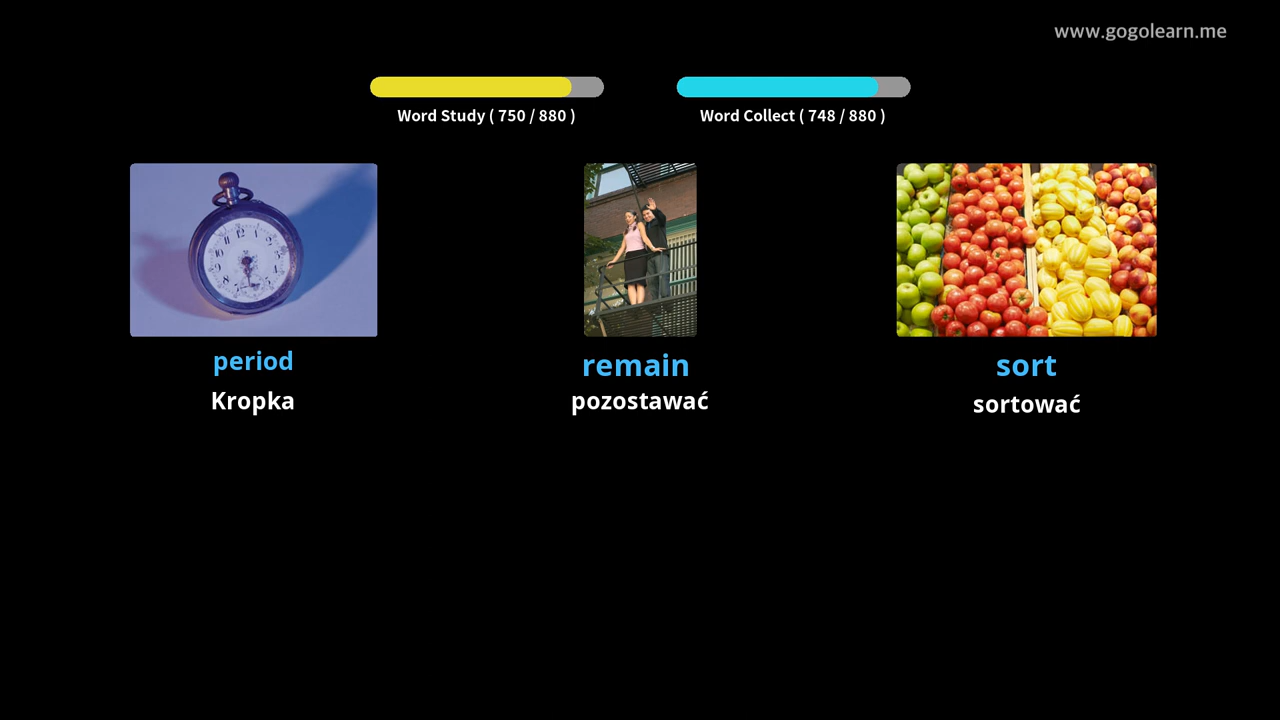 www.gogolearn.me
Word Study ( 750 / 880 )
Word Collect ( 748 / 880 )
period
Kropka
remain
pozostawać
sort
sortować